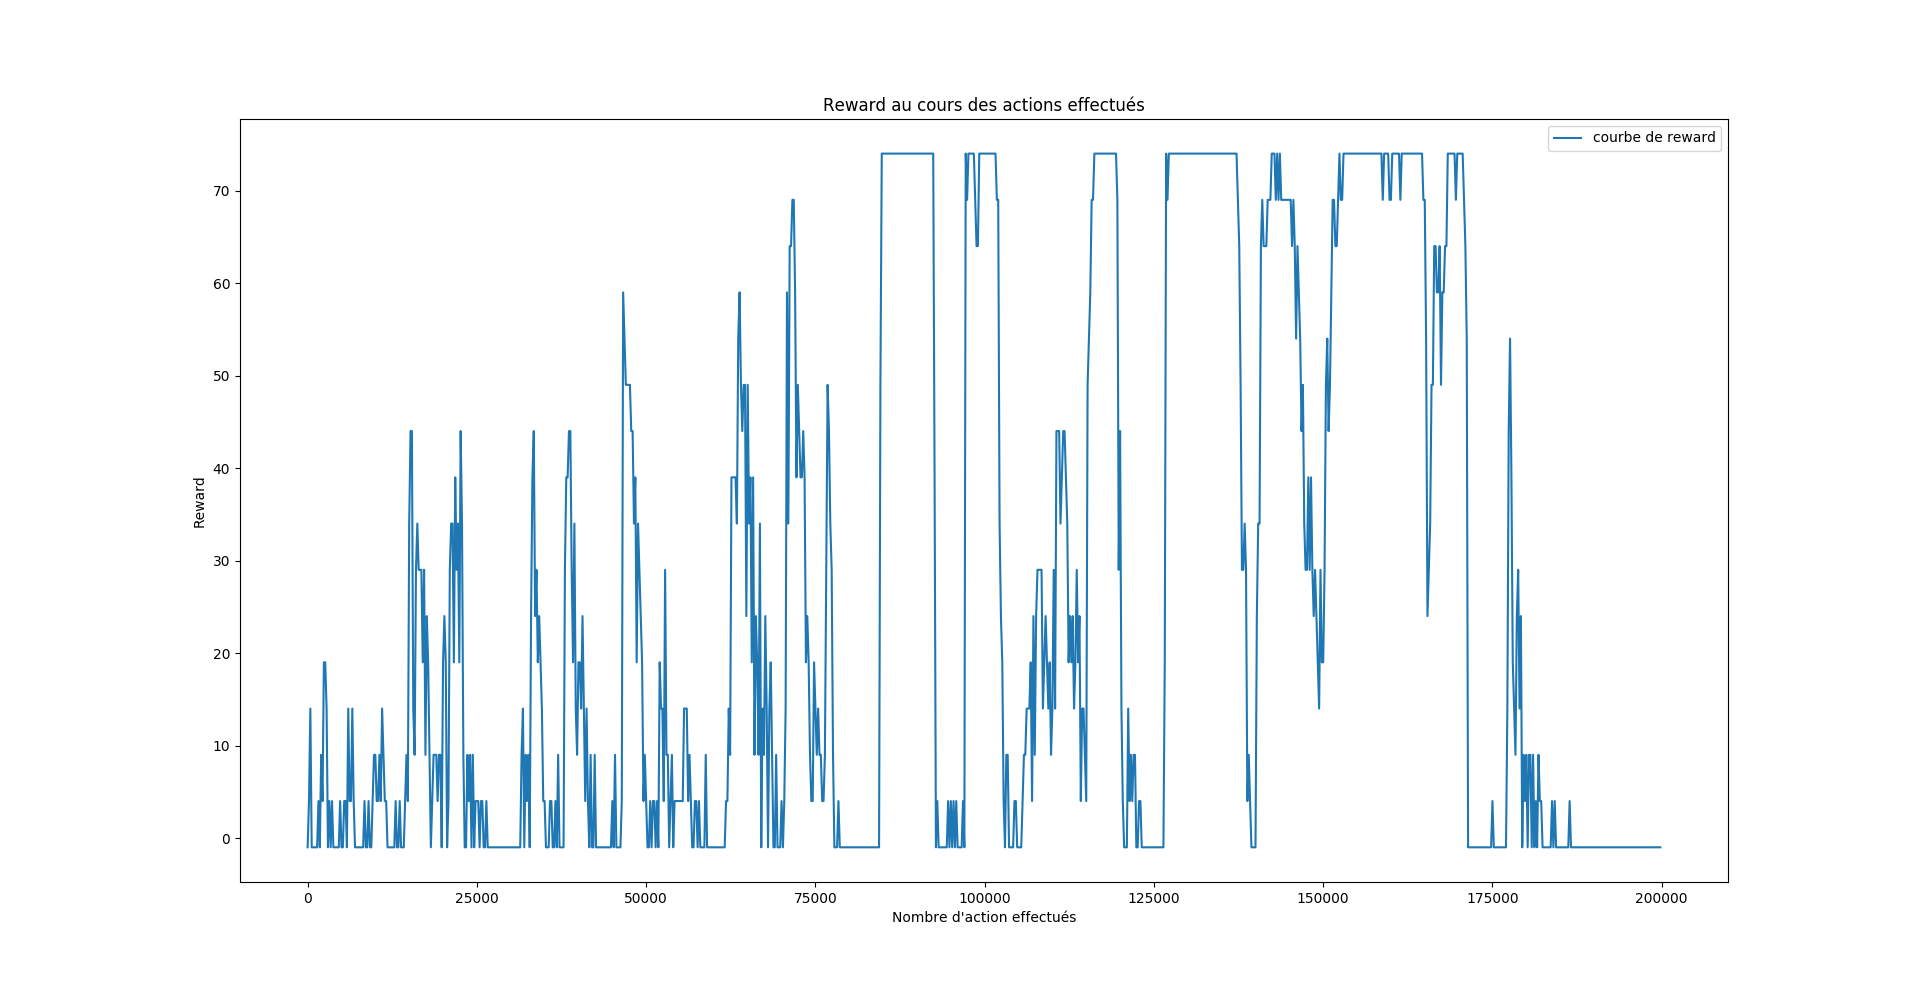 Reward au cours des actions effectués
courbe de reward
70
60
50
40
30
20
10
0
Reward
0 25000 50000 75000 100000 125000 150000 175000 200000
Nombre d'action effectués